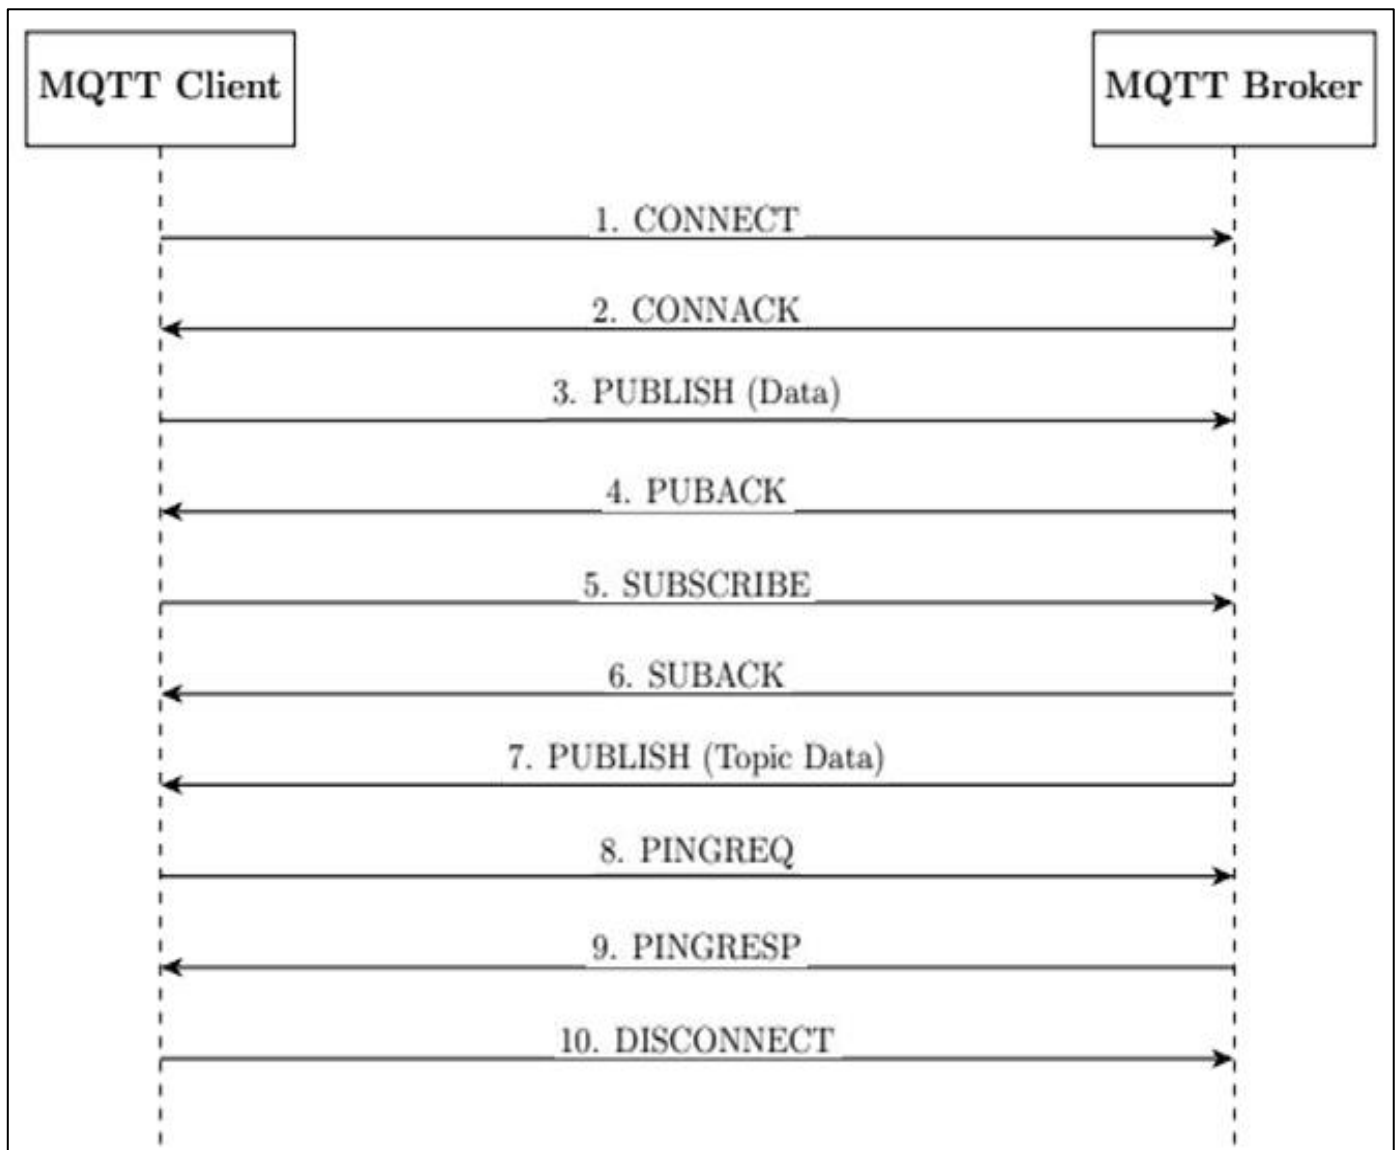 MQTT Client
MQTT Broker
1. CONNECT
2. CONNACK
3. PUBLISH (Data)
4. PUBACK
5. SUBSCRIBE
6. SUBACK
7. PUBLISH (Topic Data)
8. PINGREQ
9. PINGRESP
10. DISCONNECT